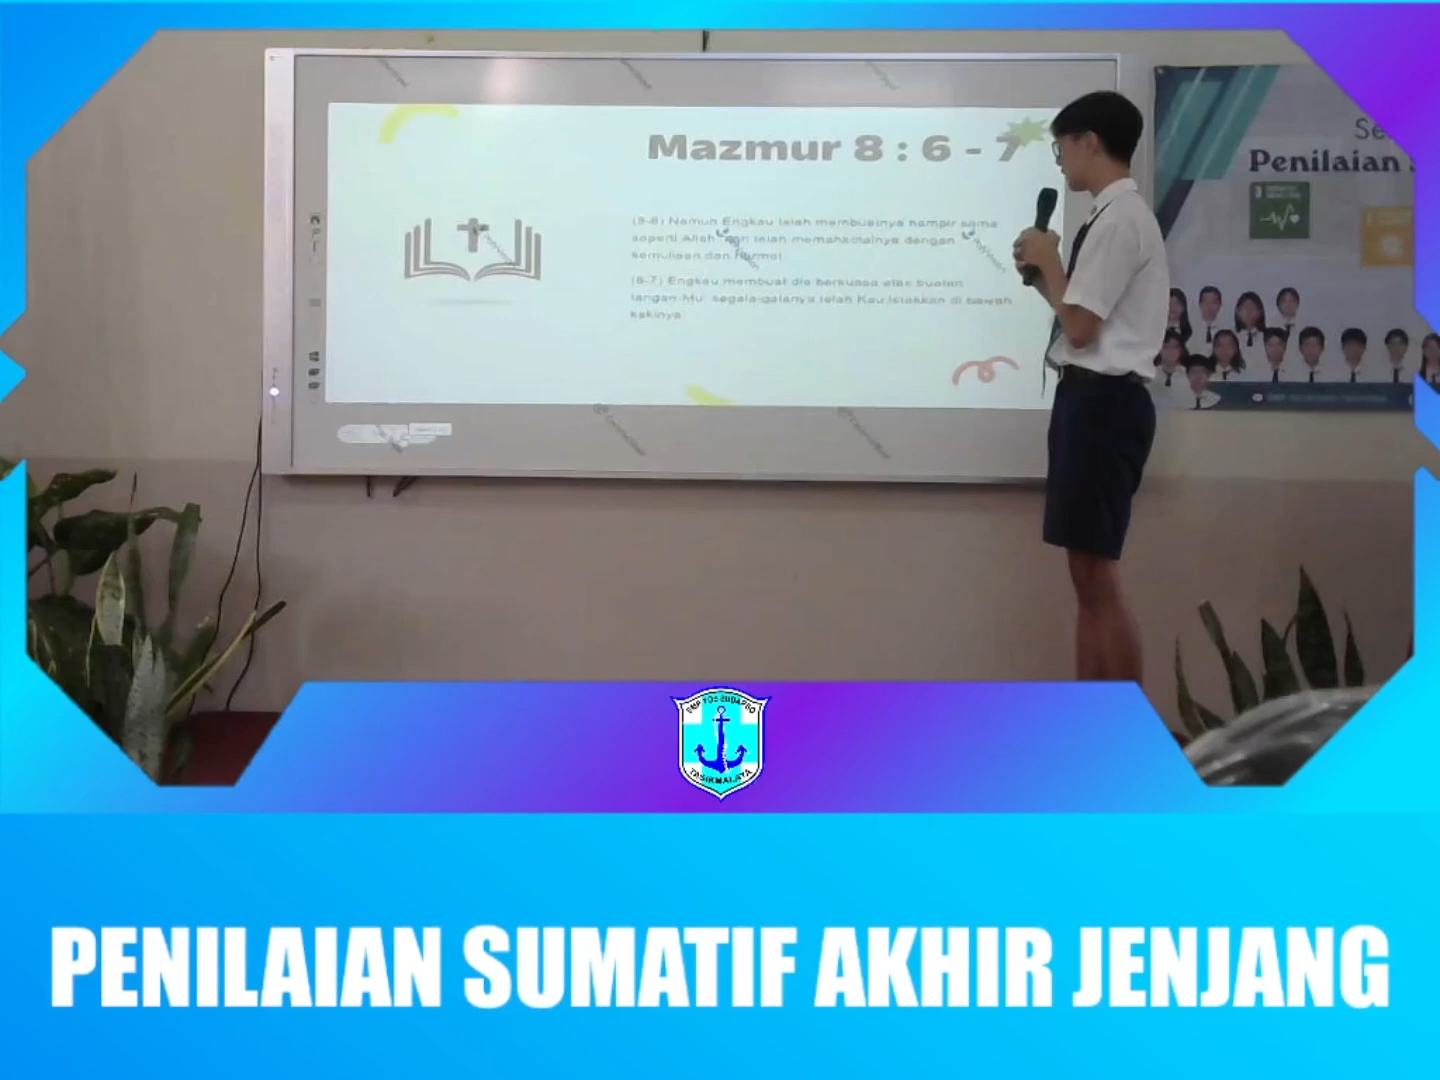 Mazmur 8 : 6 - 7
(8-6) Namun Engkau telah membuatnya hampir sama
seperti Allah dan telah memahkotainya dengan
kemuliaan dan hormat
(8-7) Engkau membuat dia berkuasa atas buatan
tangan-Mu; segala-galanya telah Kau letakkan di bawah
kakinya
Penilaian
3
TASIKMALAYA
PENILAIAN SUMATIF AKHIR JENJANG